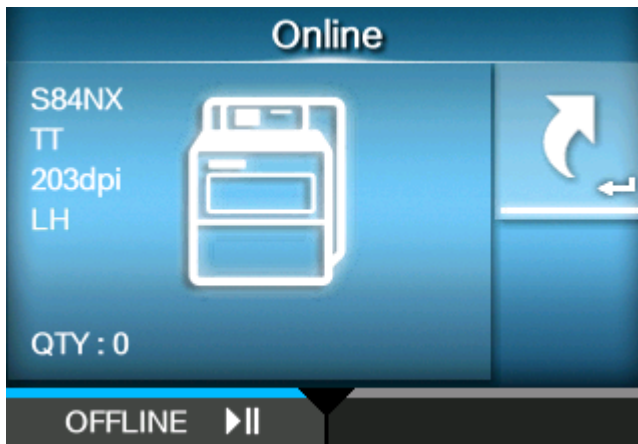 Online
S84NX
TT
203dpi
LH
QTY : 0
OFFLINE